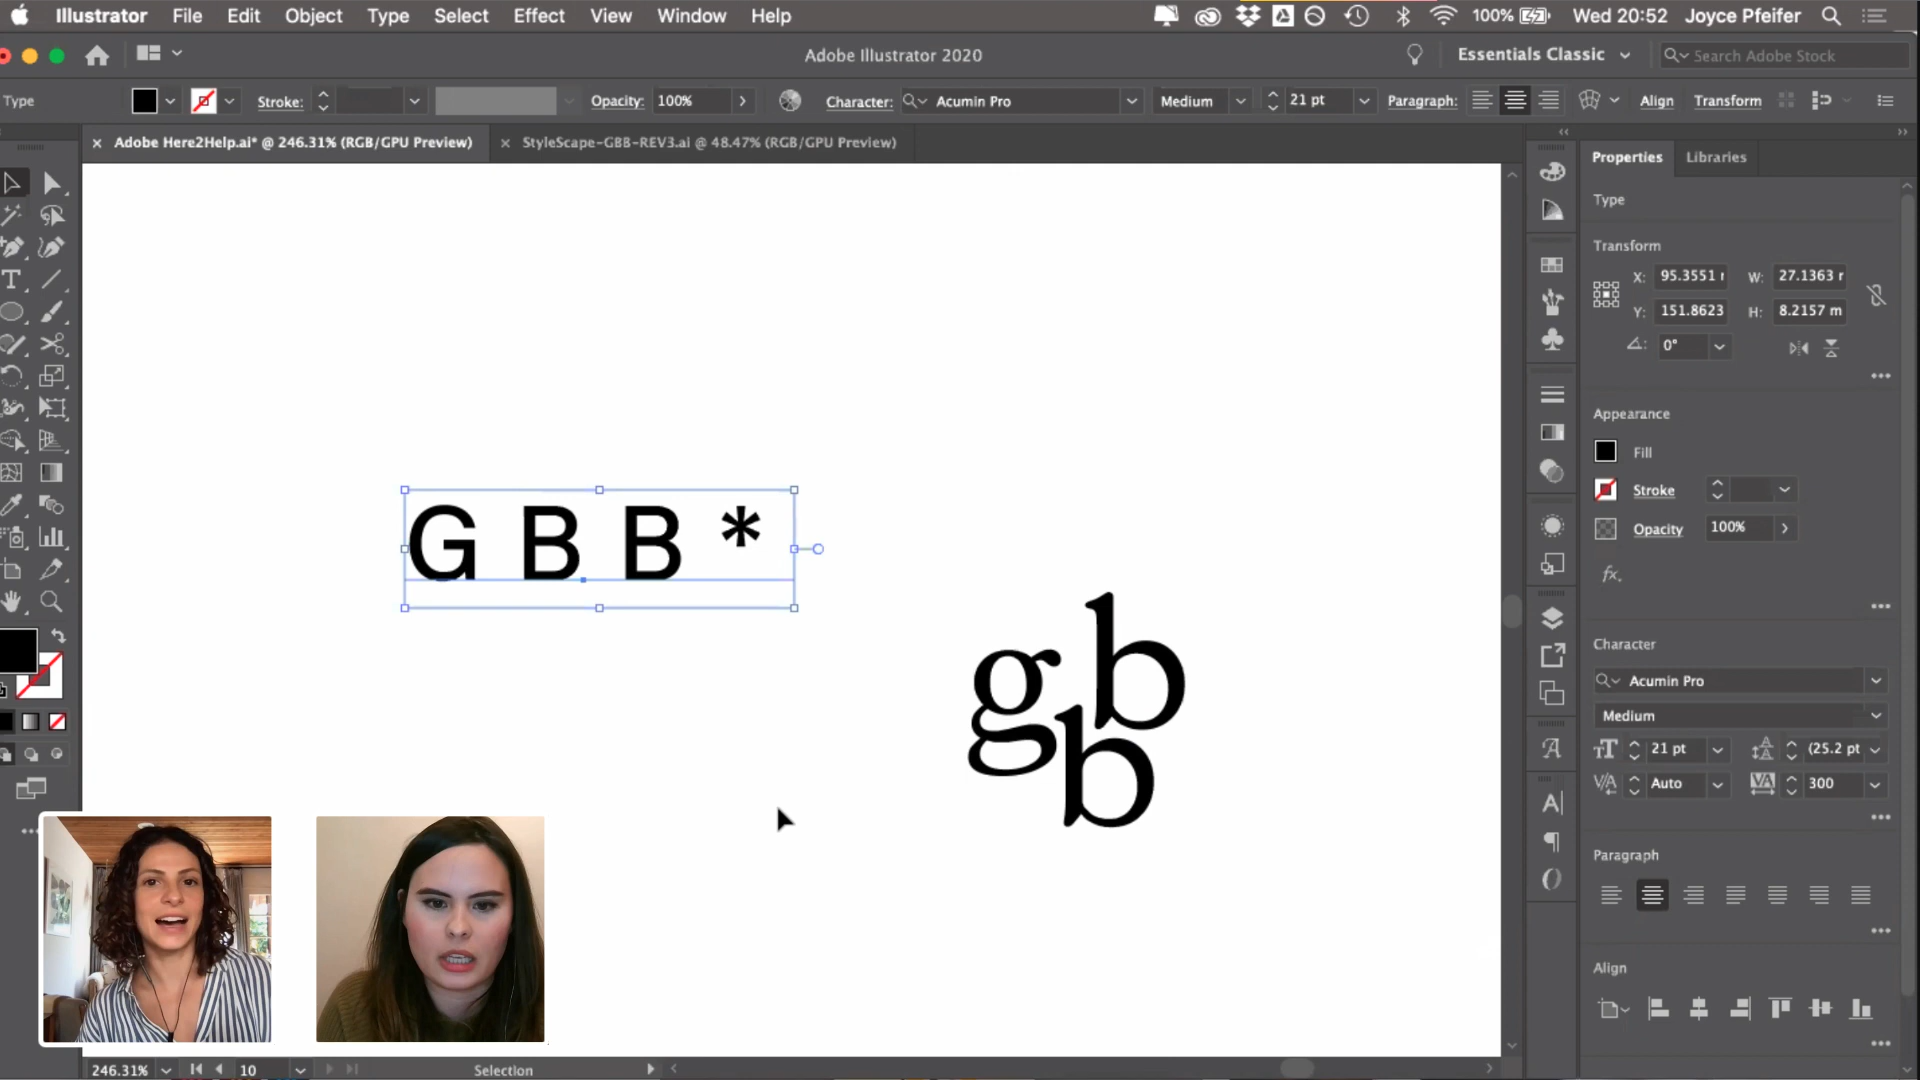 Illustrator File Edit Object Type Select Effect View Window Help 100% Wed 20:52 Joyce Pfeifer
Adobe Illustrator 2020 Essentials Classic Search Adobe Stock
Type Stroke: Opacity: 100% Character: Acumin Pro Medium 21 pt Paragraph: Align Transform
× Adobe Here2Help.ai* @ 246.31% (RGB/GPU Preview) × StyleScape-GBB-REV3.ai @ 48.47% (RGB/GPU Preview)
Properties Libraries
Type
Transform
X: 95.3551 W: 27.1363
Y: 151.8623 H: 8.2157 m
0°
Appearance
Fill
Stroke
Opacity 100%
fx.
G B B *
g b
b
Character
Acumin Pro
Medium
21 pt (25.2 pt
Auto 300
Paragraph
Align
246.31% 10 Selection